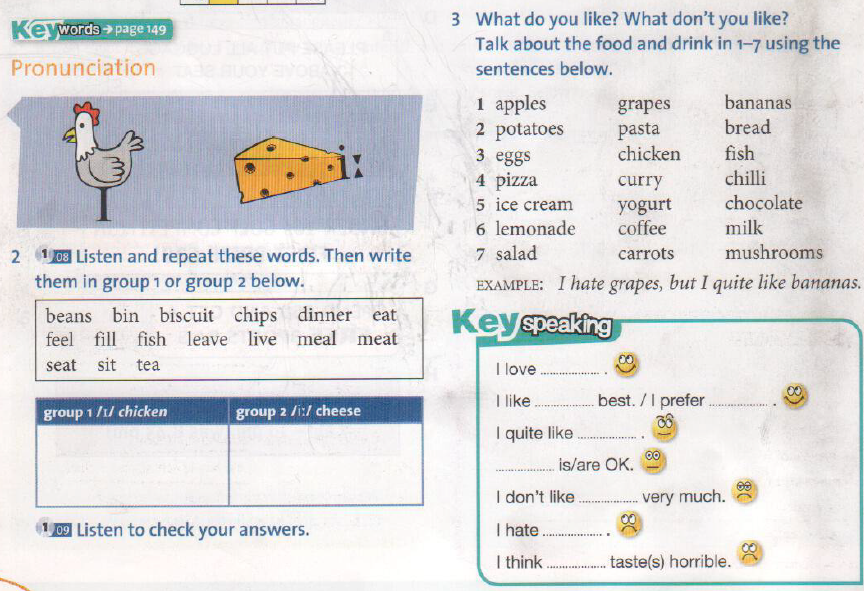 Key words → page 149
Pronunciation
ɪ
iː
2 1 08 Listen and repeat these words. Then write
them in group 1 or group 2 below.
beans bin biscuit chips dinner eat
feel fill fish leave live meal meat
seat sit tea
group 1 /ɪ/ chicken group 2 /iː/ cheese
1 09 Listen to check your answers.
3 What do you like? What don't you like?
Talk about the food and drink in 1–7 using the
sentences below.
1 apples grapes bananas
2 potatoes pasta bread
3 eggs chicken fish
4 pizza curry chilli
5 ice cream yogurt chocolate
6 lemonade coffee milk
7 salad carrots mushrooms
EXAMPLE: I hate grapes, but I quite like bananas.
Key speaking
I love ............... .
I like ............... best. / I prefer ............... .
I quite like ............... .
............... is/are OK.
I don't like ............... very much.
I hate ............... .
I think ............... taste(s) horrible.